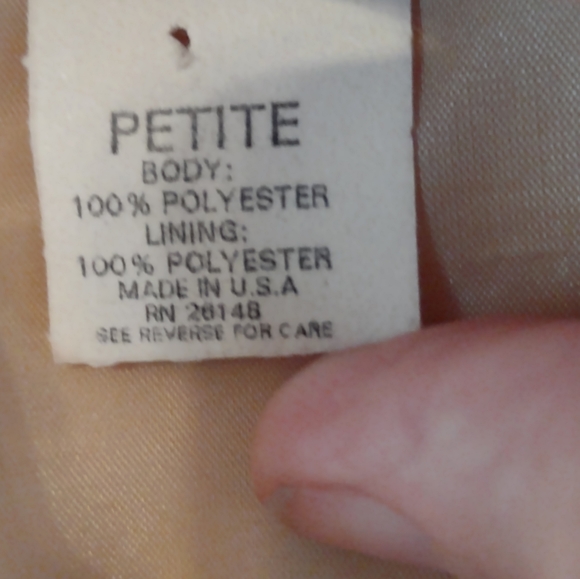 PETITE
BODY:
100% POLYESTER
LINING:
100% POLYESTER
MADE IN U.S.A
RN 26148
SEE REVERSE FOR CARE